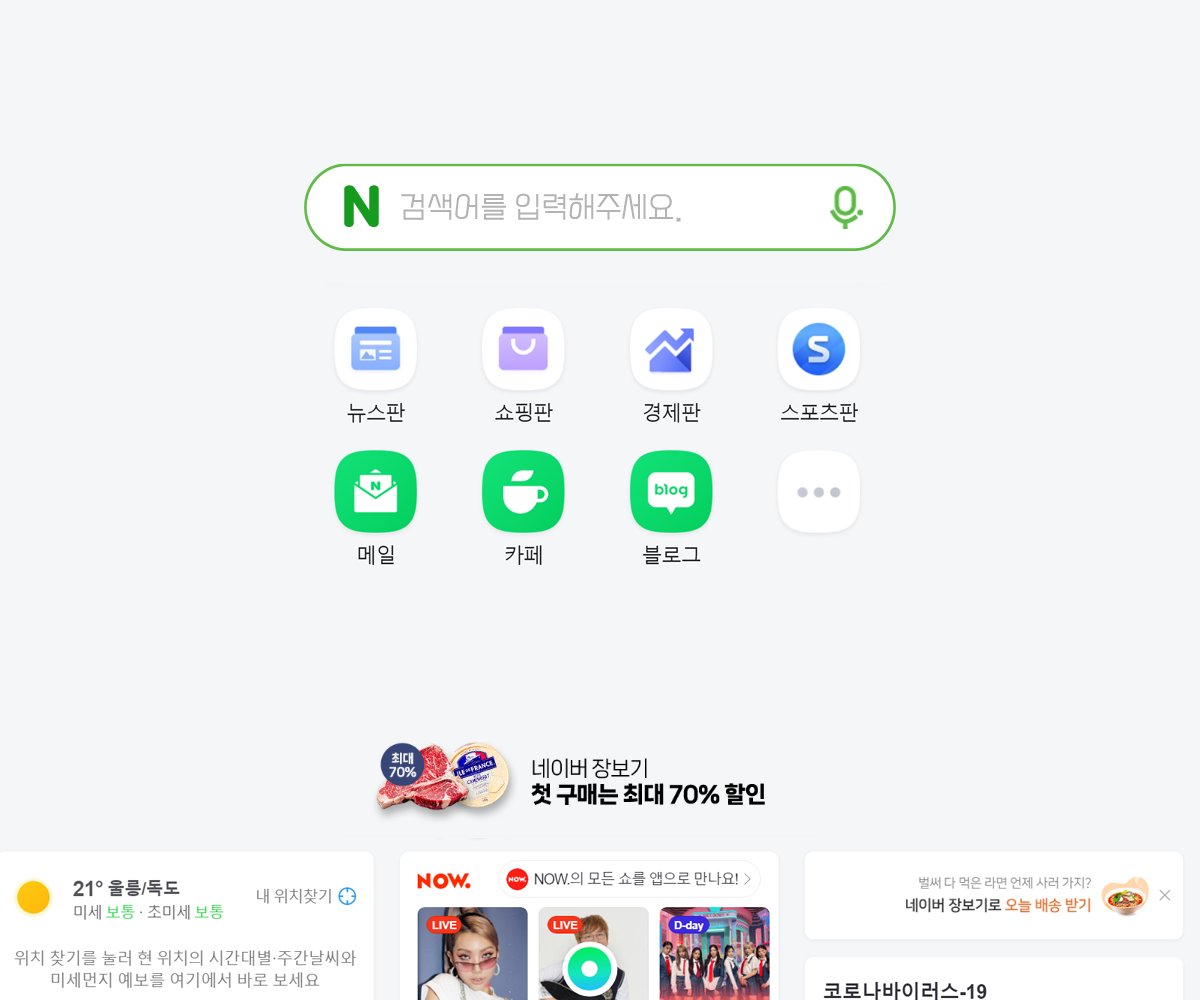 N 검색어를 입력해주세요.
뉴스판
쇼핑판
경제판
S
스포츠판
N
메일
카페
blog
블로그
최대
70%
ILE DE FRANCE
네이버 장보기
첫 구매는 최대 70% 할인
21° 울릉/독도
미세 보통 · 초미세 보통
내 위치찾기
위치 찾기를 눌러 현 위치의 시간대별·주간날씨와
미세먼지 예보를 여기에서 바로 보세요
NOW.
NOW. NOW.의 모든 쇼를 앱으로 만나요!
LIVE
LIVE
D-day
벌써 다 먹은 라면 언제 사러 가지?
네이버 장보기로 오늘 배송 받기
코로나바이러스-19